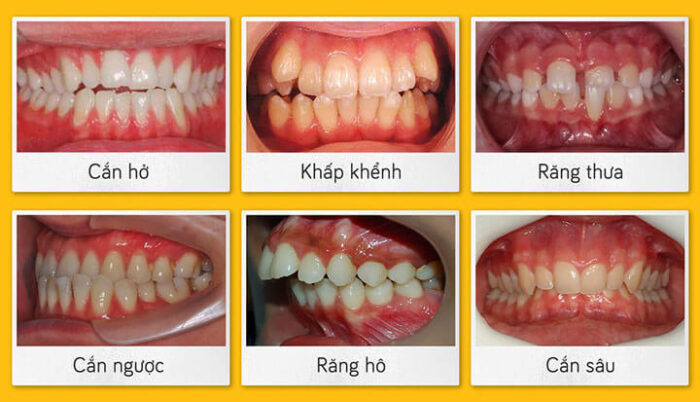 Cắn hở
Khấp khểnh
Răng thưa
Cắn ngược
Răng hô
Cắn sâu